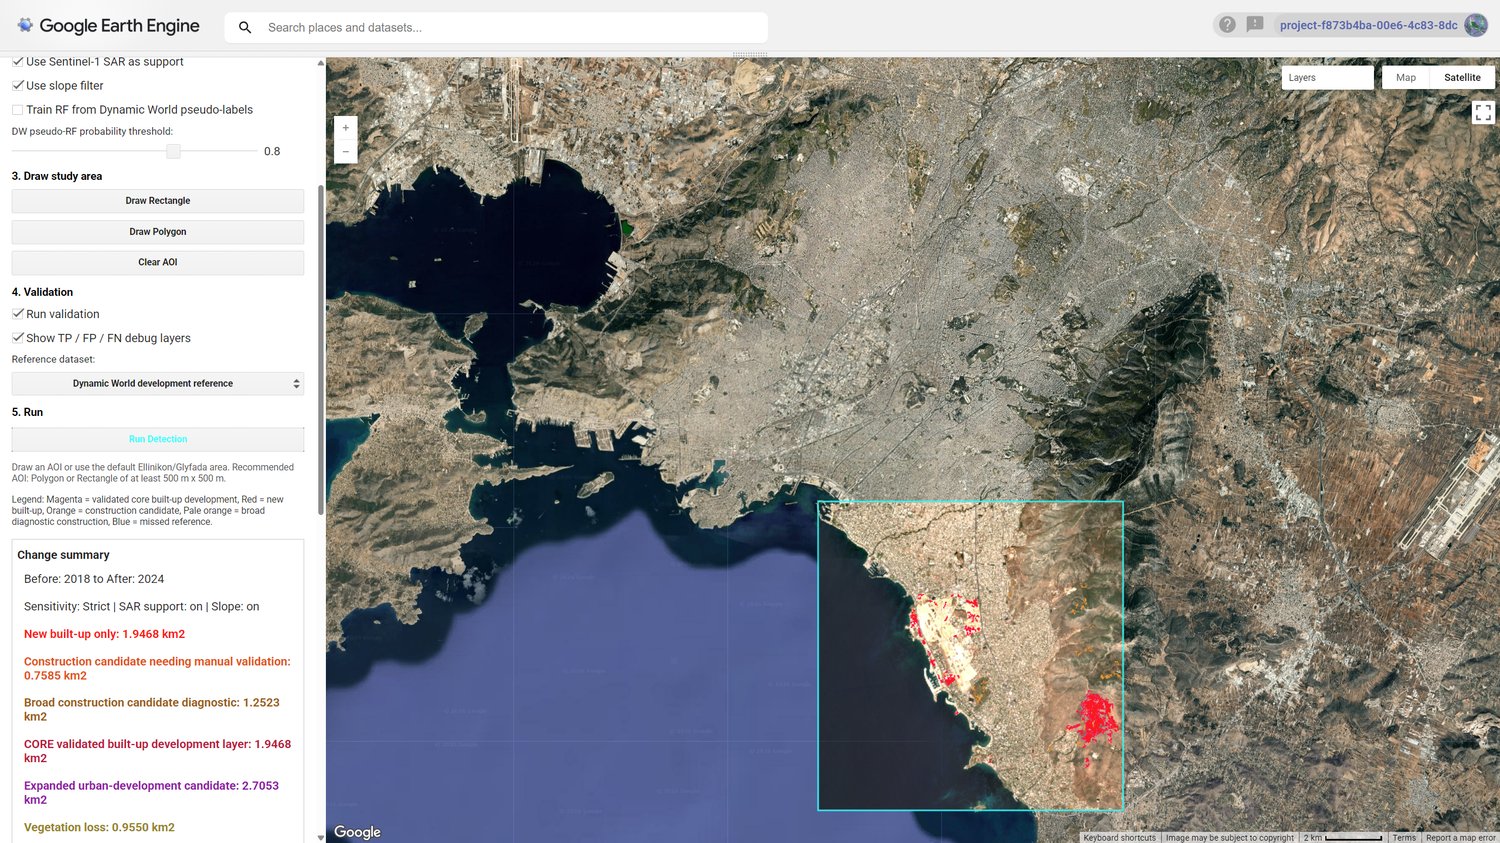 Google Earth Engine
Search places and datasets...
project-f873b4ba-00e6-4c83-8dc
Use Sentinel-1 SAR as support
Use slope filter
Train RF from Dynamic World pseudo-labels
DW pseudo-RF probability threshold:
0.8
3. Draw study area
Draw Rectangle
Draw Polygon
Clear AOI
4. Validation
Run validation
Show TP / FP / FN debug layers
Reference dataset:
Dynamic World development reference
5. Run
Run Detection
Draw an AOI or use the default Ellinikon/Glyfada area. Recommended
AOI: Polygon or Rectangle of at least 500 m x 500 m.
Legend: Magenta = validated core built-up development, Red = new
built-up, Orange = construction candidate, Pale orange = broad
diagnostic construction, Blue = missed reference.
Change summary
Before: 2018 to After: 2024
Sensitivity: Strict | SAR support: on | Slope: on
New built-up only: 1.9468 km2
Construction candidate needing manual validation:
0.7585 km2
Broad construction candidate diagnostic: 1.2523
km2
CORE validated built-up development layer: 1.9468
km2
Expanded urban-development candidate: 2.7053
km2
Vegetation loss: 0.9550 km2
Layers
Map
Satellite
+
−
Google
Keyboard shortcuts
Image may be subject to copyright
2 km
Terms
Report a map error